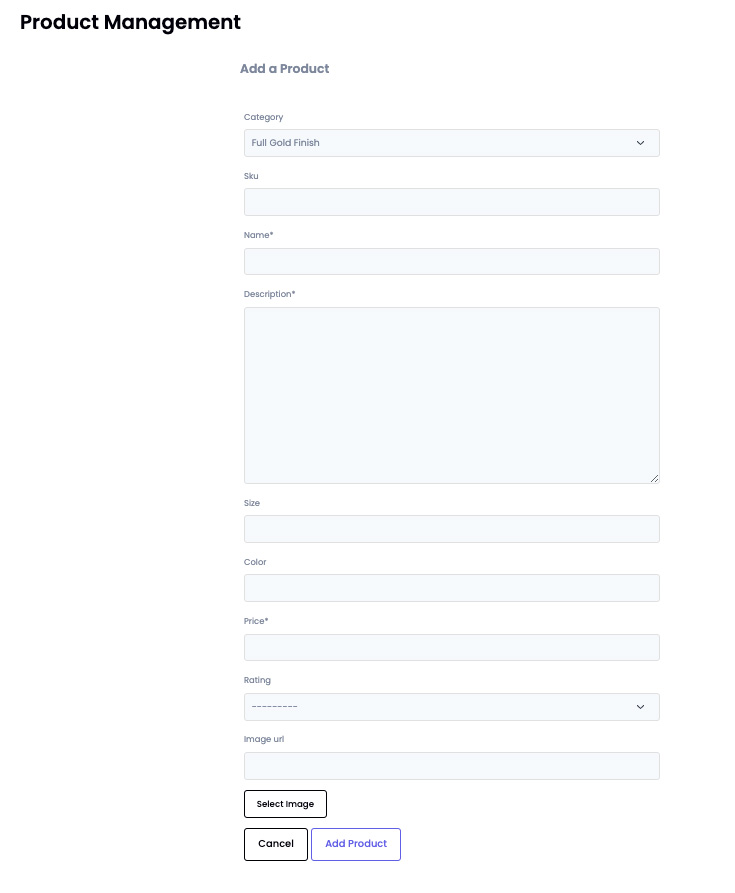 Product Management
Add a Product
Category
Full Gold Finish
Sku
Name*
Description*
Size
Color
Price*
Rating
---------
Image url
Select Image
Cancel Add Product